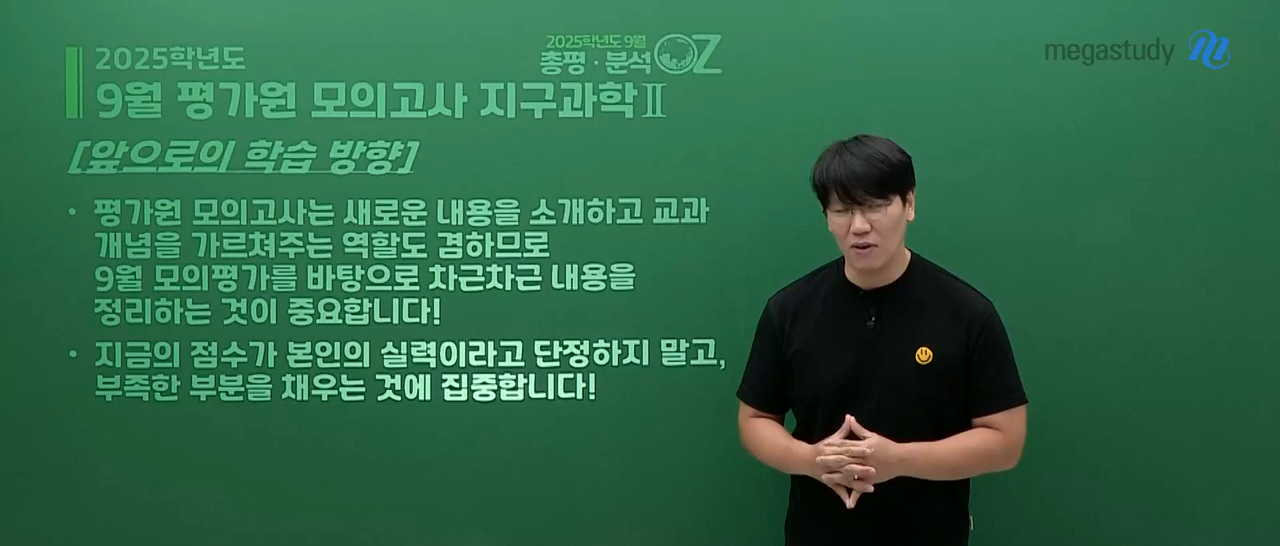 2025학년도
9월 평가원 모의고사 지구과학Ⅱ
2025학년도 9월
총평·분석 OZ
megastudy
[앞으로의 학습 방향]
• 평가원 모의고사는 새로운 내용을 소개하고 교과
개념을 가르쳐주는 역할도 겸하므로
9월 모의평가를 바탕으로 차근차근 내용을
정리하는 것이 중요합니다!
• 지금의 점수가 본인의 실력이라고 단정하지 말고,
부족한 부분을 채우는 것에 집중합니다!